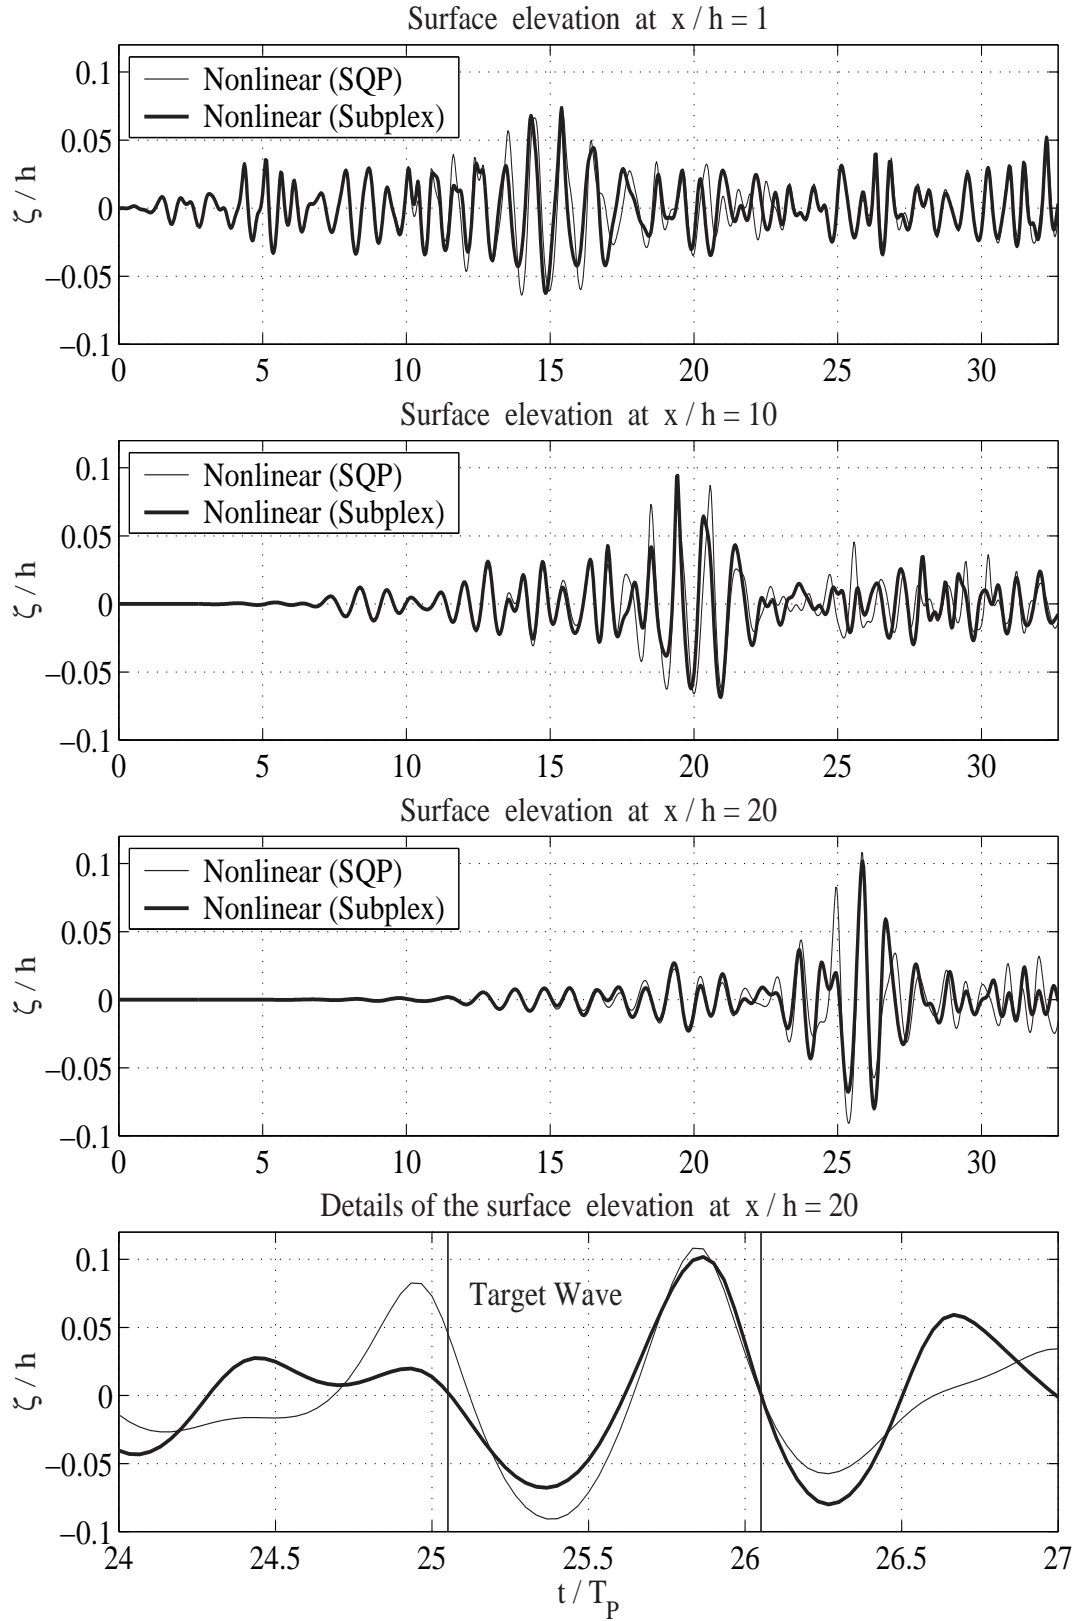 Surface elevation at x / h = 1
0.1
0.05
0
−0.05
−0.1
ζ / h
Nonlinear (SQP)
Nonlinear (Subplex)
0 5 10 15 20 25 30
Surface elevation at x / h = 10
0.1
0.05
0
−0.05
−0.1
ζ / h
Nonlinear (SQP)
Nonlinear (Subplex)
0 5 10 15 20 25 30
Surface elevation at x / h = 20
0.1
0.05
0
−0.05
−0.1
ζ / h
Nonlinear (SQP)
Nonlinear (Subplex)
0 5 10 15 20 25 30
Details of the surface elevation at x / h = 20
0.1
0.05
0
−0.05
−0.1
ζ / h
Target Wave
24 24.5 25 25.5 26 26.5 27
t / T_P